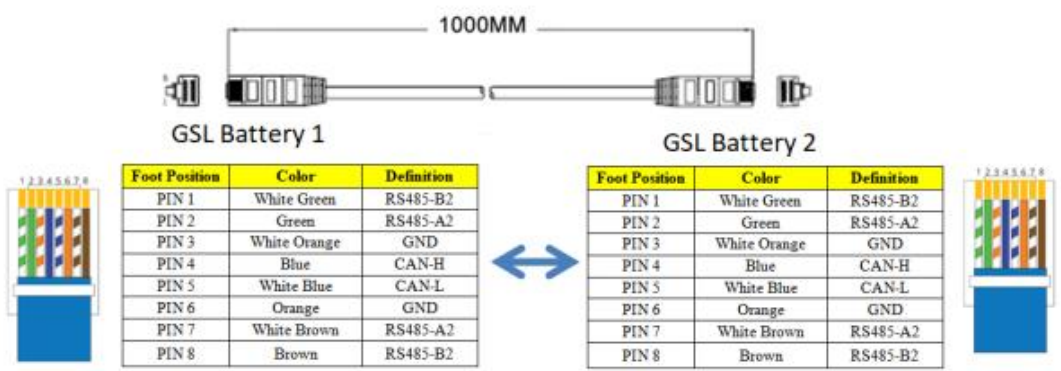 1000MM
GSL Battery 1
GSL Battery 2
1 2 3 4 5 6 7 8
Foot Position Color Definition
PIN 1 White Green RS485-B2
PIN 2 Green RS485-A2
PIN 3 White Orange GND
PIN 4 Blue CAN-H
PIN 5 White Blue CAN-L
PIN 6 Orange GND
PIN 7 White Brown RS485-A2
PIN 8 Brown RS485-B2
Foot Position Color Definition
PIN 1 White Green RS485-B2
PIN 2 Green RS485-A2
PIN 3 White Orange GND
PIN 4 Blue CAN-H
PIN 5 White Blue CAN-L
PIN 6 Orange GND
PIN 7 White Brown RS485-A2
PIN 8 Brown RS485-B2
1 2 3 4 5 6 7 8